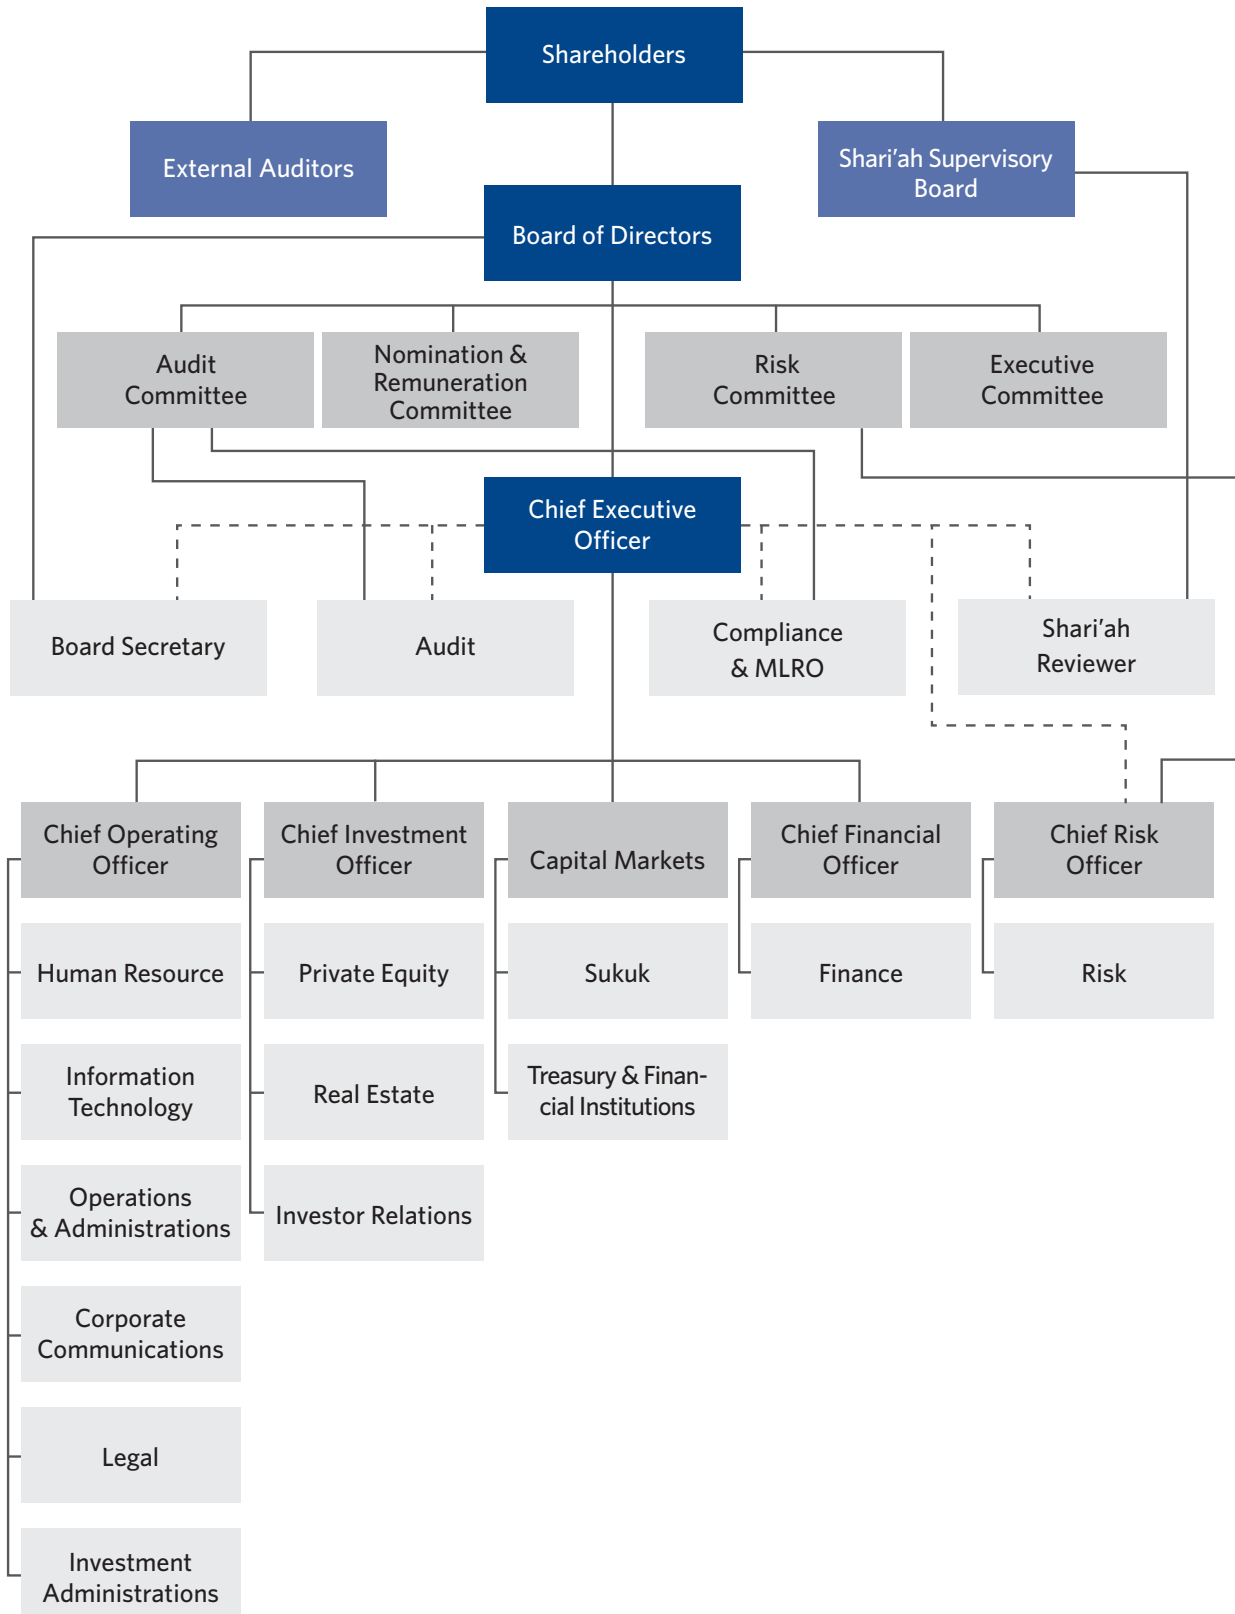 Shareholders
External Auditors
Shari’ah Supervisory
Board
Board of Directors
Audit
Committee
Nomination &
Remuneration
Committee
Risk
Committee
Executive
Committee
Chief Executive
Officer
Board Secretary
Audit
Compliance
& MLRO
Shari’ah
Reviewer
Chief Operating
Officer
Chief Investment
Officer
Capital Markets
Chief Financial
Officer
Chief Risk
Officer
Human Resource
Private Equity
Sukuk
Finance
Risk
Information
Technology
Real Estate
Treasury & Finan-
cial Institutions
Operations
& Administrations
Investor Relations
Corporate
Communications
Legal
Investment
Administrations